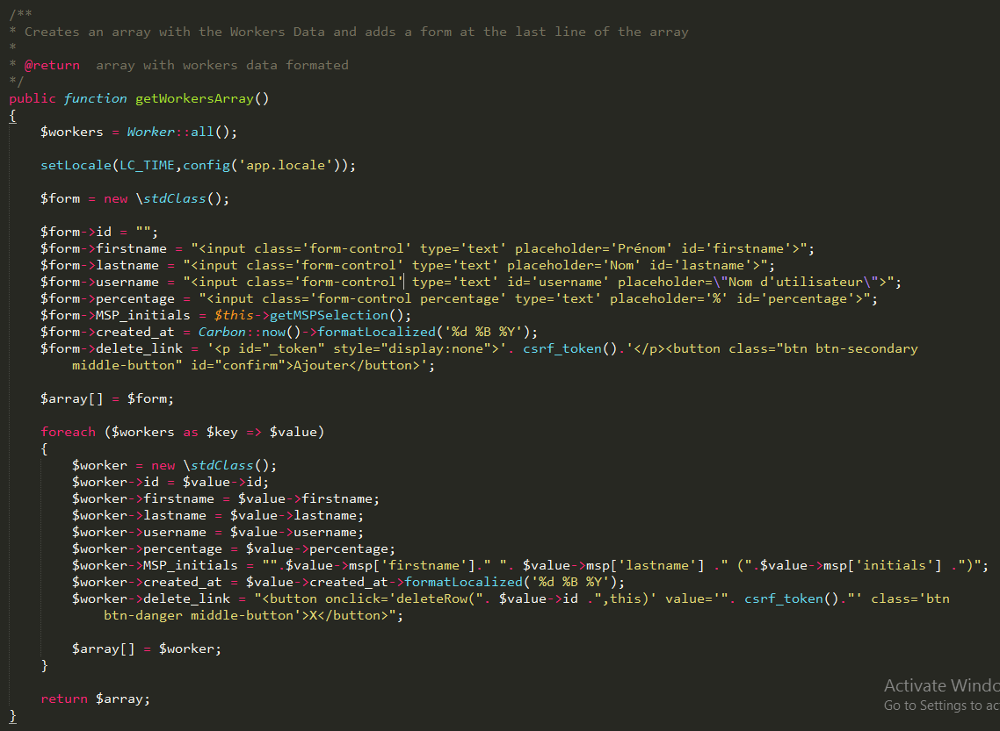 /**
* Creates an array with the Workers Data and adds a form at the last line of the array
*
* @return  array with workers data formated
*/
public function getWorkersArray()
{
    $workers = Worker::all();

    setLocale(LC_TIME,config('app.locale'));

    $form = new \stdClass();

    $form->id = "";
    $form->firstname = "<input class='form-control' type='text' placeholder='Prénom' id='firstname'>";
    $form->lastname = "<input class='form-control' type='text' placeholder='Nom' id='lastname'>";
    $form->username = "<input class='form-control' type='text' id='username' placeholder=\"Nom d'utilisateur\">";
    $form->percentage = "<input class='form-control percentage' type='text' placeholder='%' id='percentage'>";
    $form->MSP_initials = $this->getMSPSelection();
    $form->created_at = Carbon::now()->formatLocalized('%d %B %Y');
    $form->delete_link = '<p id="_token" style="display:none">'. csrf_token().'</p><button class="btn btn-secondary
        middle-button" id="confirm">Ajouter</button>';

    $array[] = $form;

    foreach ($workers as $key => $value)
    {
        $worker = new \stdClass();
        $worker->id = $value->id;
        $worker->firstname = $value->firstname;
        $worker->lastname = $value->lastname;
        $worker->username = $value->username;
        $worker->percentage = $value->percentage;
        $worker->MSP_initials = "".$value->msp['firstname']." ". $value->msp['lastname'] ." (".$value->msp['initials'] .")";
        $worker->created_at = $value->created_at->formatLocalized('%d %B %Y');
        $worker->delete_link = "<button onclick='deleteRow(". $value->id .",this)' value='". csrf_token()."' class='btn
            btn-danger middle-button'>X</button>";

        $array[] = $worker;
    }

    return $array;
}
Activate Windo
Go to Settings to ac